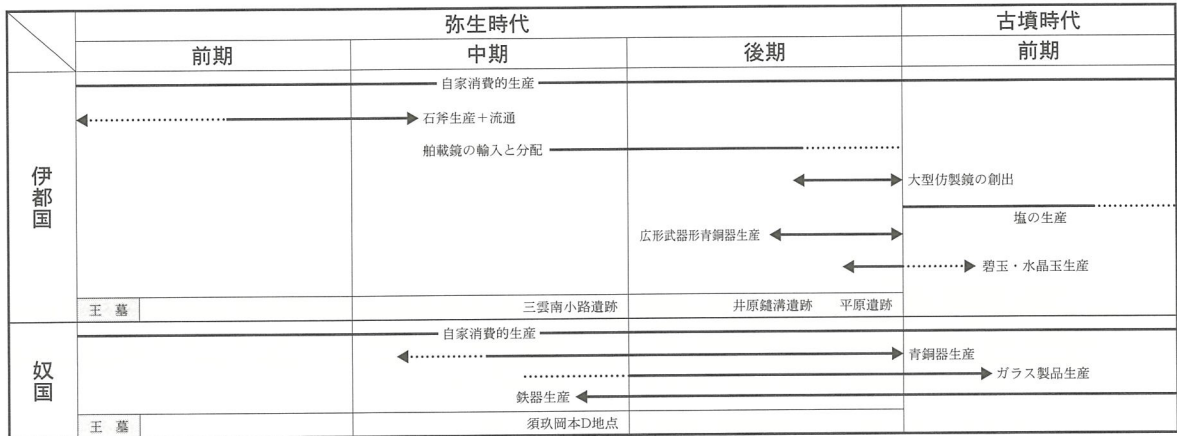 弥生時代
古墳時代
前期
中期
後期
前期
伊都国
自家消費的生産
石斧生産＋流通
舶載鏡の輸入と分配
大型仿製鏡の創出
塩の生産
広形武器形青銅器生産
碧玉・水晶玉生産
王墓
三雲南小路遺跡
井原鑓溝遺跡
平原遺跡
奴国
自家消費的生産
青銅器生産
ガラス製品生産
鉄器生産
王墓
須玖岡本D地点